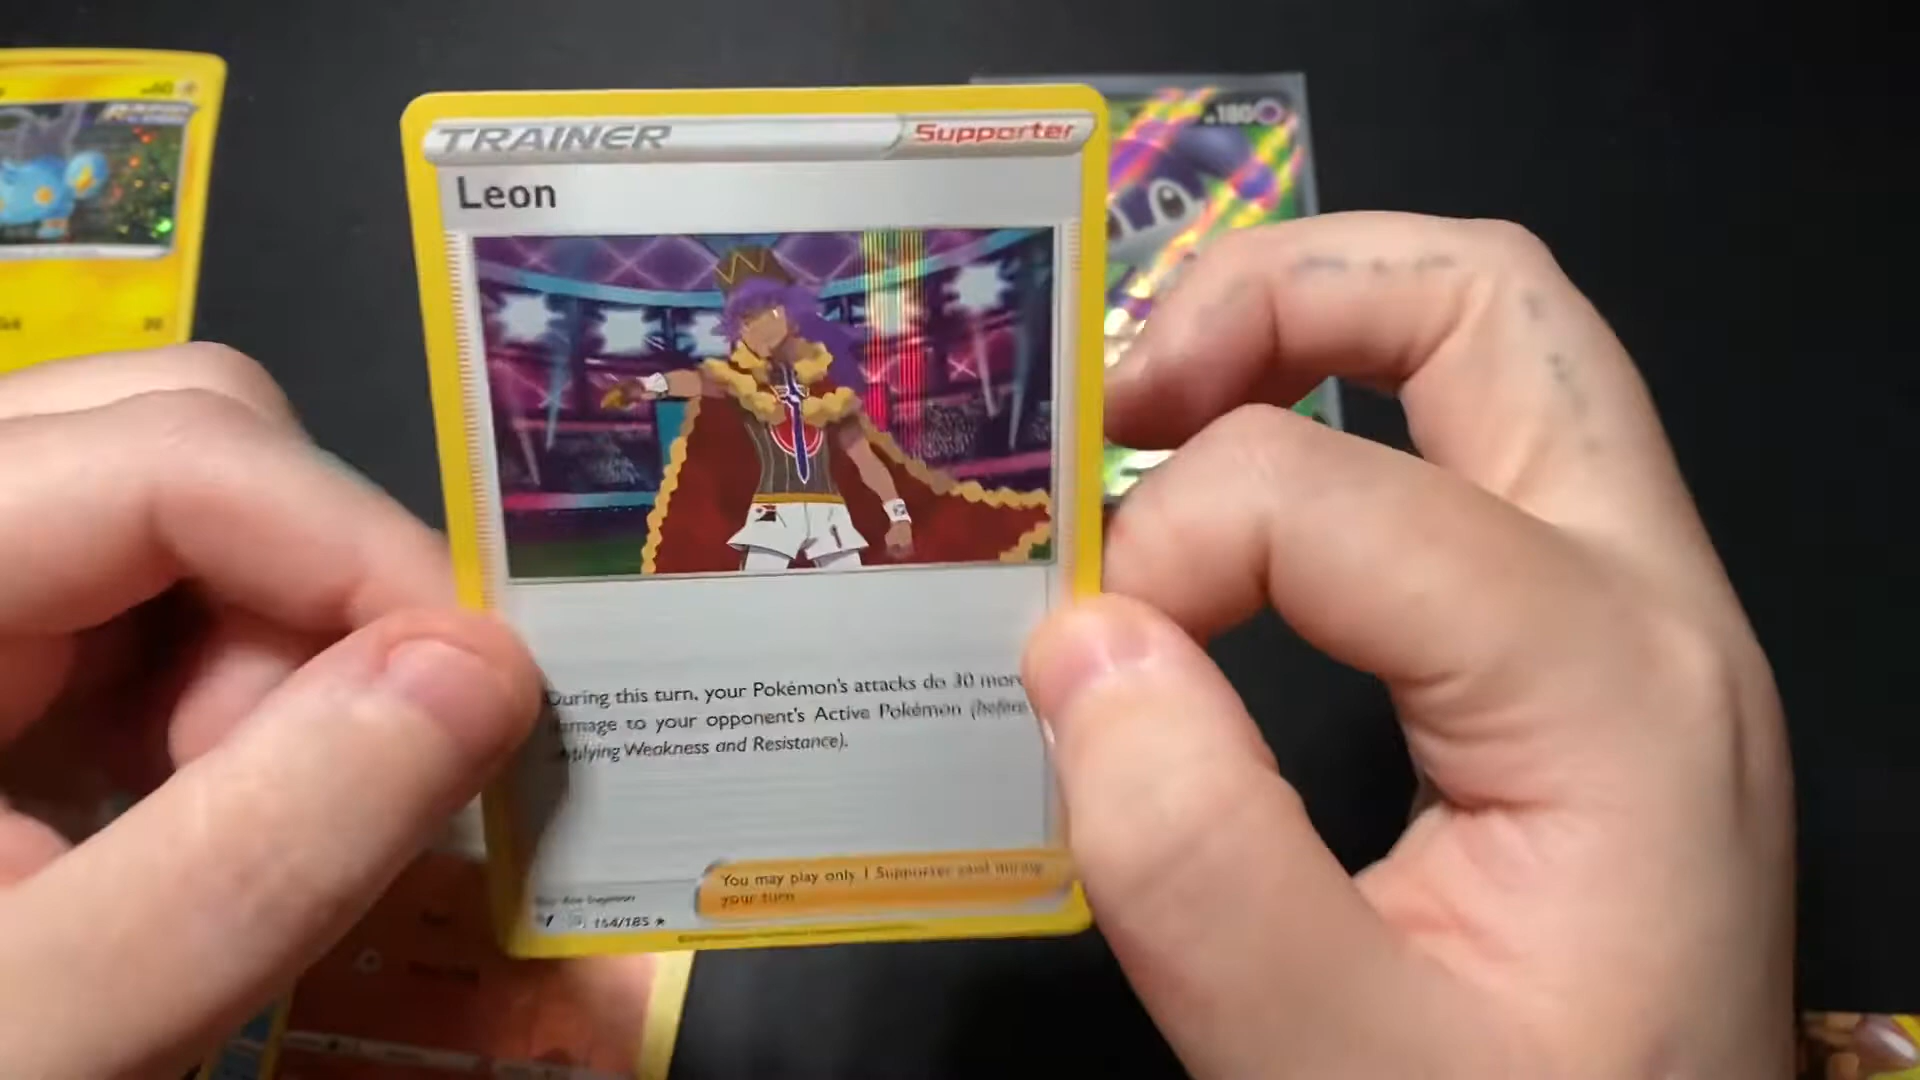 TRAINER Supporter
Leon
During this turn, your Pokémon's attacks do 30 more
damage to your opponent's Active Pokémon (before
applying Weakness and Resistance).
You may play only 1 Supporter card during
your turn
164/185
180